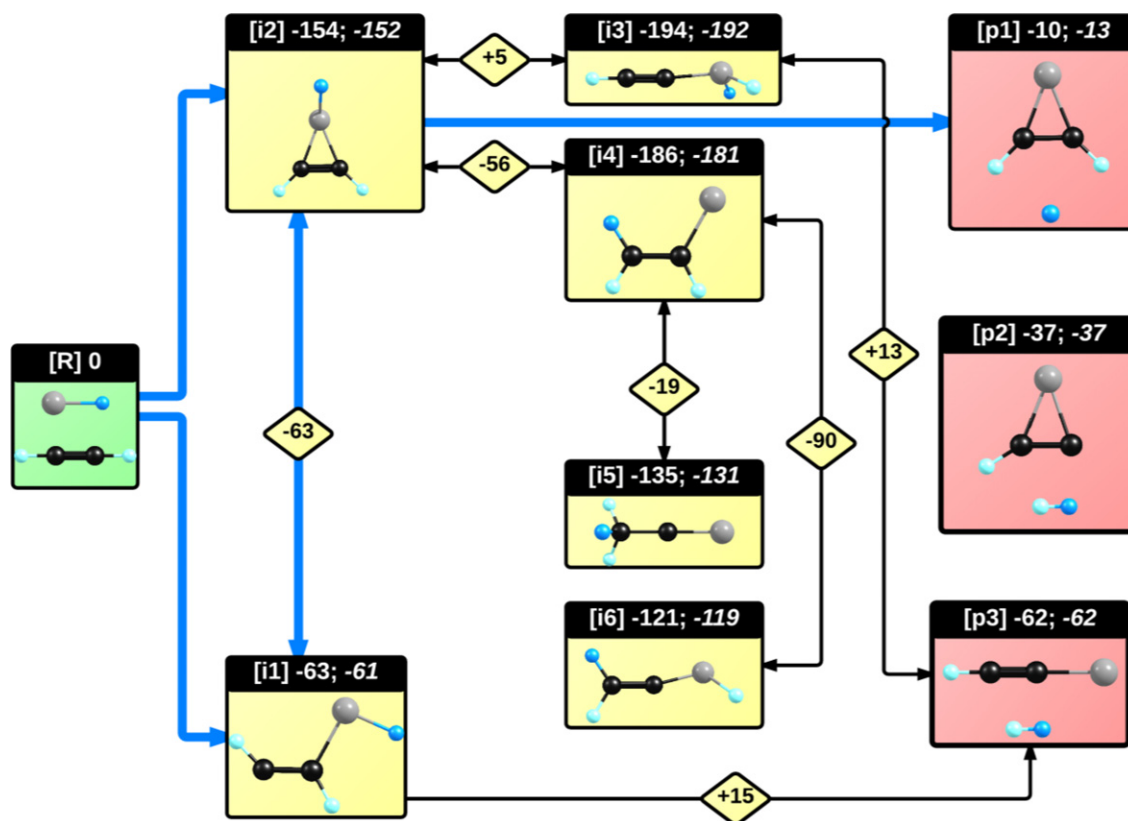 [i2] -154; -152
[i3] -194; -192
[p1] -10; -13
+5
[i4] -186; -181
-56
[p2] -37; -37
[R] 0
+13
-19
-63
-90
[i5] -135; -131
[i6] -121; -119
[p3] -62; -62
[i1] -63; -61
+15